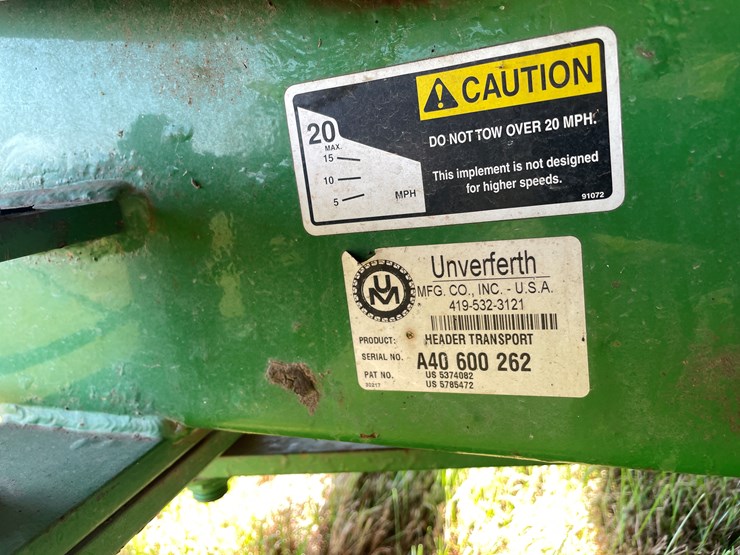 CAUTION
20
MAX.
15
10
5
MPH
DO NOT TOW OVER 20 MPH.
This implement is not designed
for higher speeds.
91072
UM
Unverferth
MFG. CO., INC. - U.S.A.
419-532-3121
PRODUCT: HEADER TRANSPORT
SERIAL NO. A40 600 262
PAT NO. US 5374082
US 5785472
30217